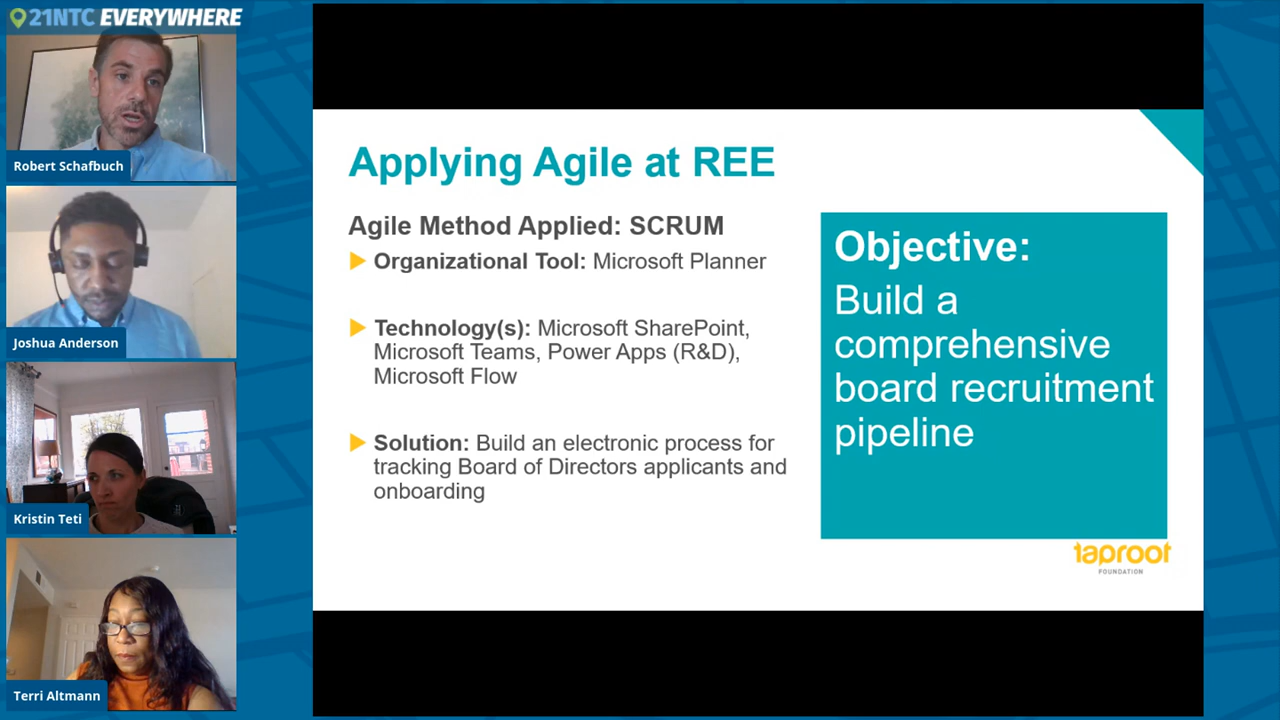 21NTC EVERYWHERE
Robert Schafbuch
Joshua Anderson
Kristin Teti
Terri Altmann
Applying Agile at REE
Agile Method Applied: SCRUM
Organizational Tool: Microsoft Planner
Technology(s): Microsoft SharePoint,
Microsoft Teams, Power Apps (R&D),
Microsoft Flow
Solution: Build an electronic process for
tracking Board of Directors applicants and
onboarding
Objective:
Build a
comprehensive
board recruitment
pipeline
taproot
FOUNDATION